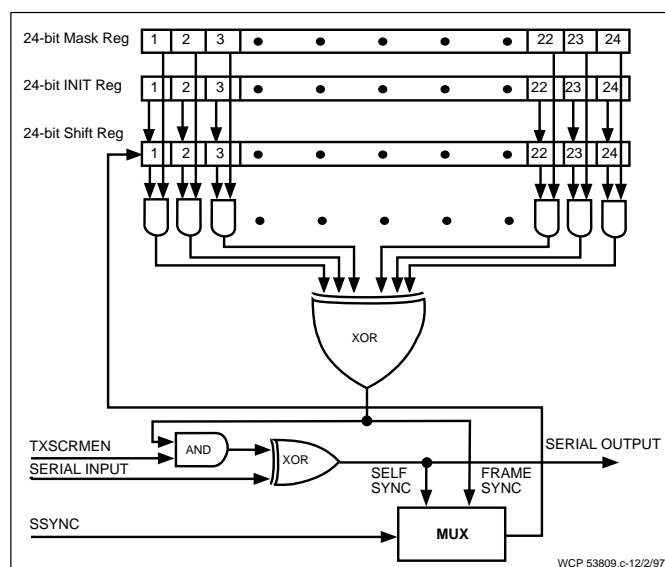 24-bit Mask Reg 1 2 3 22 23 24
24-bit INIT Reg 1 2 3 22 23 24
24-bit Shift Reg
1 2 3 22 23 24
XOR
TXSCRMEN
AND
SERIAL INPUT
XOR
SERIAL OUTPUT
SELF
SYNC
FRAME
SYNC
SSYNC
MUX
WCP 53809.c-12/2/97